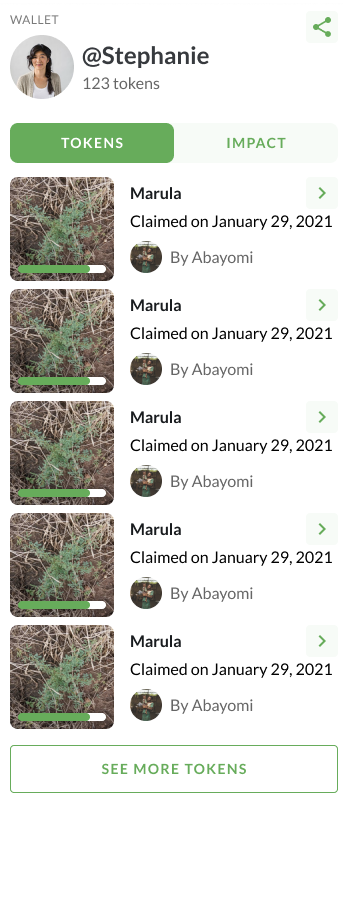 WALLET
@Stephanie
123 tokens
TOKENS
IMPACT
Marula
Claimed on January 29, 2021
By Abayomi
Marula
Claimed on January 29, 2021
By Abayomi
Marula
Claimed on January 29, 2021
By Abayomi
Marula
Claimed on January 29, 2021
By Abayomi
Marula
Claimed on January 29, 2021
By Abayomi
SEE MORE TOKENS